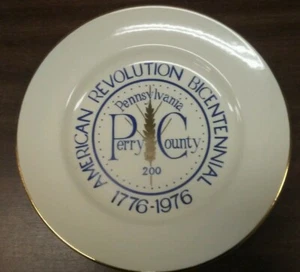 AMERICAN REVOLUTION BICENTENNIAL
Pennsylvania
Perry County
200
1776-1976